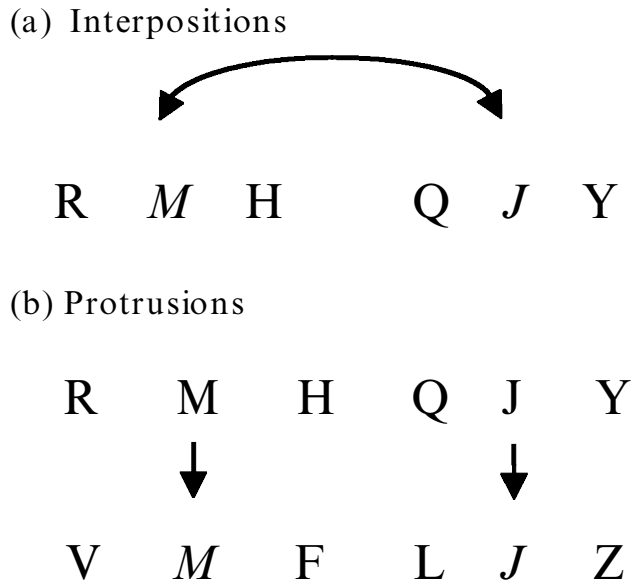 (a) Interpositions
R M H Q J Y
(b) Protrusions
R M H Q J Y
V M F L J Z